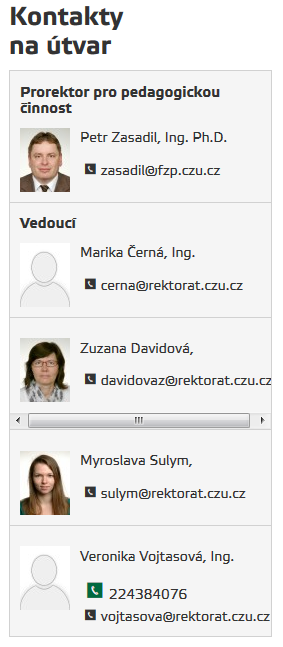 Kontakty
na útvar
Prorektor pro pedagogickou
činnost
Petr Zasadil, Ing. Ph.D.
zasadil@fzp.czu.cz
Vedoucí
Marika Černá, Ing.
cerna@rektorat.czu.cz
Zuzana Davidová,
davidovaz@rektorat.czu.cz
Myroslava Sulym,
sulym@rektorat.czu.cz
Veronika Vojtasová, Ing.
224384076
vojtasova@rektorat.czu.cz